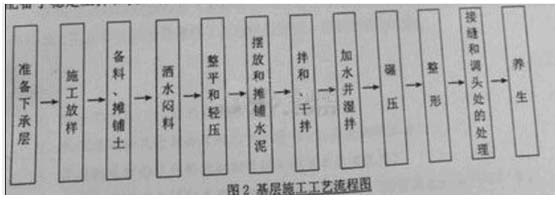 准备下承层
施工放样
备料、摊铺土
洒水闷料
整平和轻压
摆放和摊铺水泥
拌和、干拌
加水并湿拌
碾压
整形
接缝和调头处的处理
养生
图2 基层施工工艺流程图